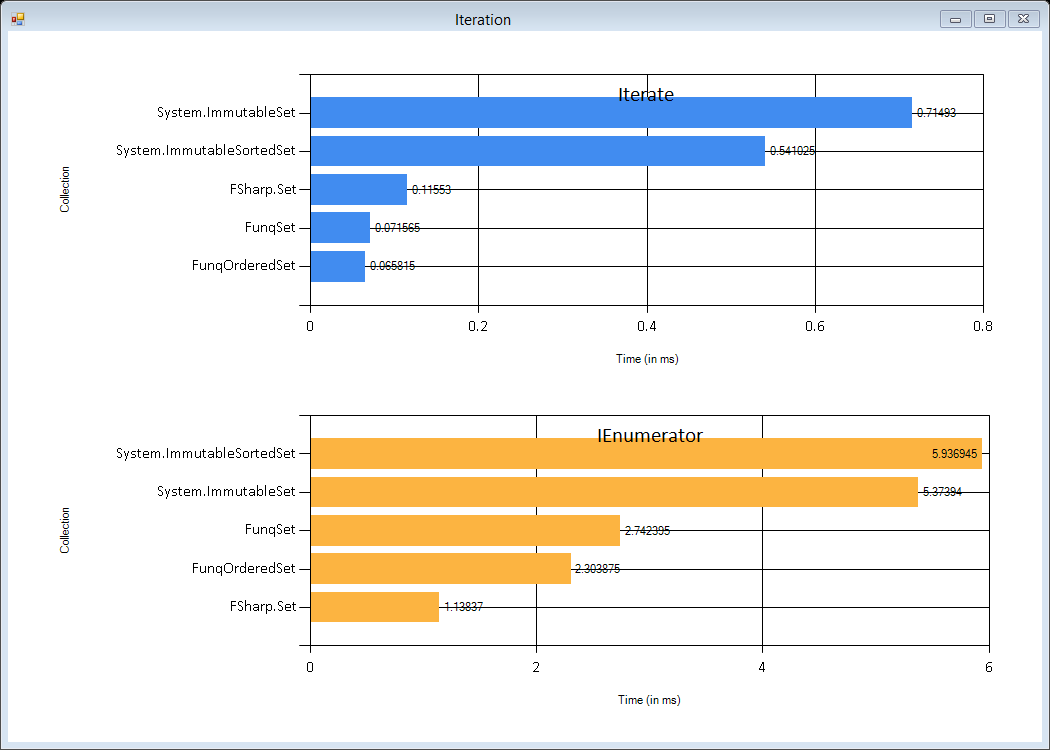 Iteration
Iterate
System.ImmutableSet 0.71493
System.ImmutableSortedSet 0.541025
FSharp.Set 0.11553
FunqSet 0.071565
FunqOrderedSet 0.065815
Collection
0 0.2 0.4 0.6 0.8
Time (in ms)
IEnumerator
System.ImmutableSortedSet 5.936945
System.ImmutableSet 5.37394
FunqSet 2.742395
FunqOrderedSet 2.303875
FSharp.Set 1.13837
Collection
0 2 4 6
Time (in ms)